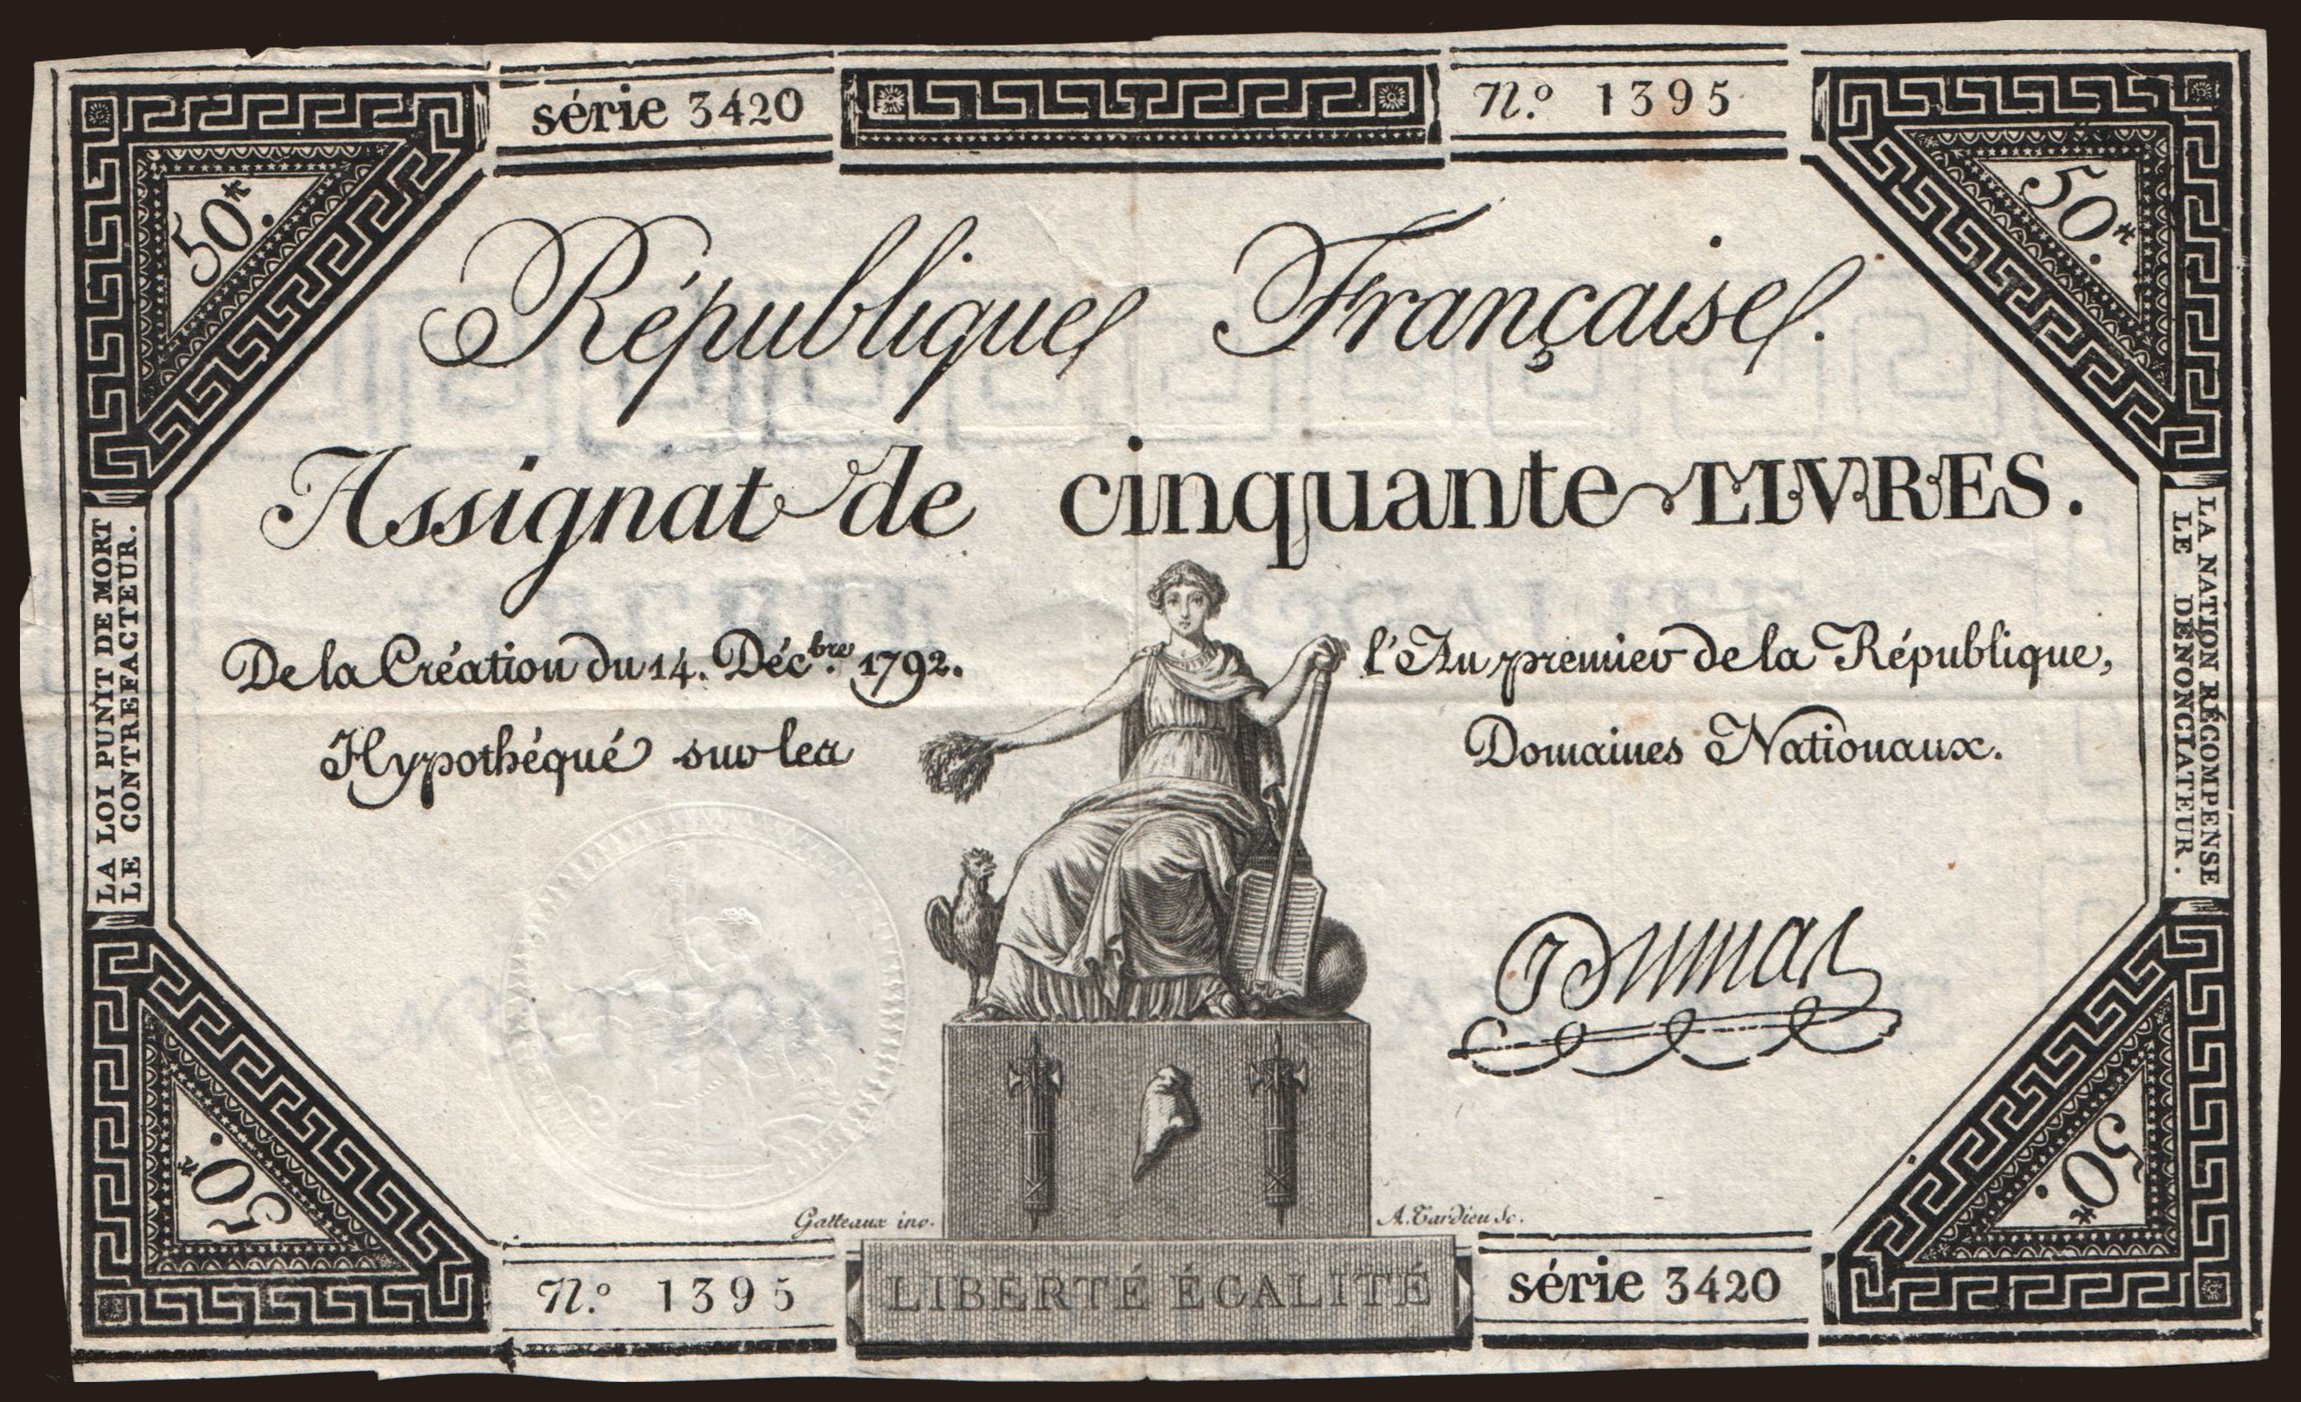 série 3420
N.º 1395
50.
50.
République Française.
Assignat de cinquante LIVRES.
De la Création du 14. Déc.bre 1792. l'An premier de la République,
Hypothéqué sur les Domaines Nationaux.
LA LOI PUNIT DE MORT
LE CONTREFACTEUR.
LA NATION RÉCOMPENSE
LE DÉNONCIATEUR.
Dumas
Gatteaux inv. A. Tardieu Sc.
50.
50.
N.º 1395
LIBERTÉ ÉGALITÉ
série 3420